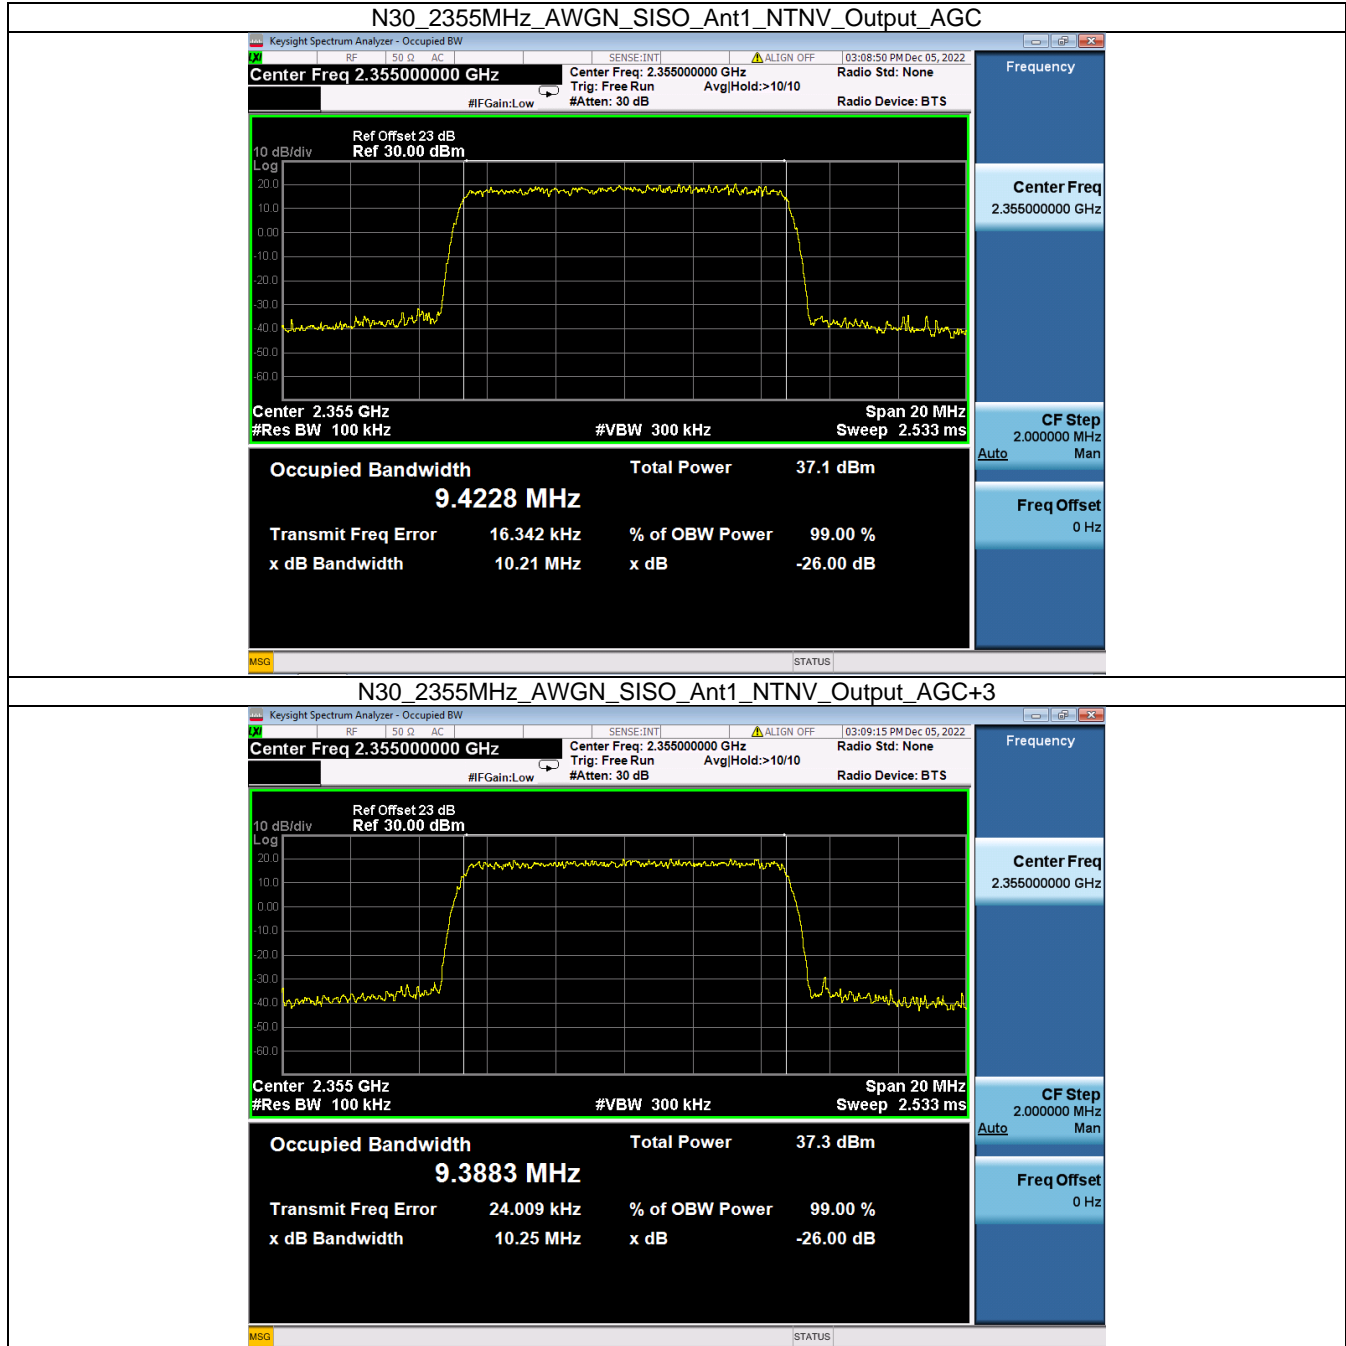 N30_2355MHz_AWGN_SISO_Ant1_NTNV_Output_AGC
Keysight Spectrum Analyzer - Occupied BW
LXI RF 50 Ω AC SENSE:INT ALIGN OFF 03:08:50 PM Dec 05, 2022
Center Freq 2.355000000 GHz
Center Freq: 2.355000000 GHz
Radio Std: None
Trig: Free Run Avg|Hold:>10/10
#IFGain:Low
#Atten: 30 dB
Radio Device: BTS
Frequency
Ref Offset 23 dB
10 dB/div
Ref 30.00 dBm
Log
20.0
10.0
0.00
-10.0
-20.0
-30.0
-40.0
-50.0
-60.0
Center 2.355 GHz
Span 20 MHz
#Res BW 100 kHz
#VBW 300 kHz
Sweep 2.533 ms
Center Freq
2.355000000 GHz
CF Step
2.000000 MHz
Auto Man
Freq Offset
0 Hz
Occupied Bandwidth
Total Power 37.1 dBm
9.4228 MHz
Transmit Freq Error 16.342 kHz
% of OBW Power 99.00 %
x dB Bandwidth 10.21 MHz
x dB -26.00 dB
MSG
STATUS
N30_2355MHz_AWGN_SISO_Ant1_NTNV_Output_AGC+3
Keysight Spectrum Analyzer - Occupied BW
LXI RF 50 Ω AC SENSE:INT ALIGN OFF 03:09:15 PM Dec 05, 2022
Center Freq 2.355000000 GHz
Center Freq: 2.355000000 GHz
Radio Std: None
Trig: Free Run Avg|Hold:>10/10
#IFGain:Low
#Atten: 30 dB
Radio Device: BTS
Frequency
Ref Offset 23 dB
10 dB/div
Ref 30.00 dBm
Log
20.0
10.0
0.00
-10.0
-20.0
-30.0
-40.0
-50.0
-60.0
Center 2.355 GHz
Span 20 MHz
#Res BW 100 kHz
#VBW 300 kHz
Sweep 2.533 ms
Center Freq
2.355000000 GHz
CF Step
2.000000 MHz
Auto Man
Freq Offset
0 Hz
Occupied Bandwidth
Total Power 37.3 dBm
9.3883 MHz
Transmit Freq Error 24.009 kHz
% of OBW Power 99.00 %
x dB Bandwidth 10.25 MHz
x dB -26.00 dB
MSG
STATUS